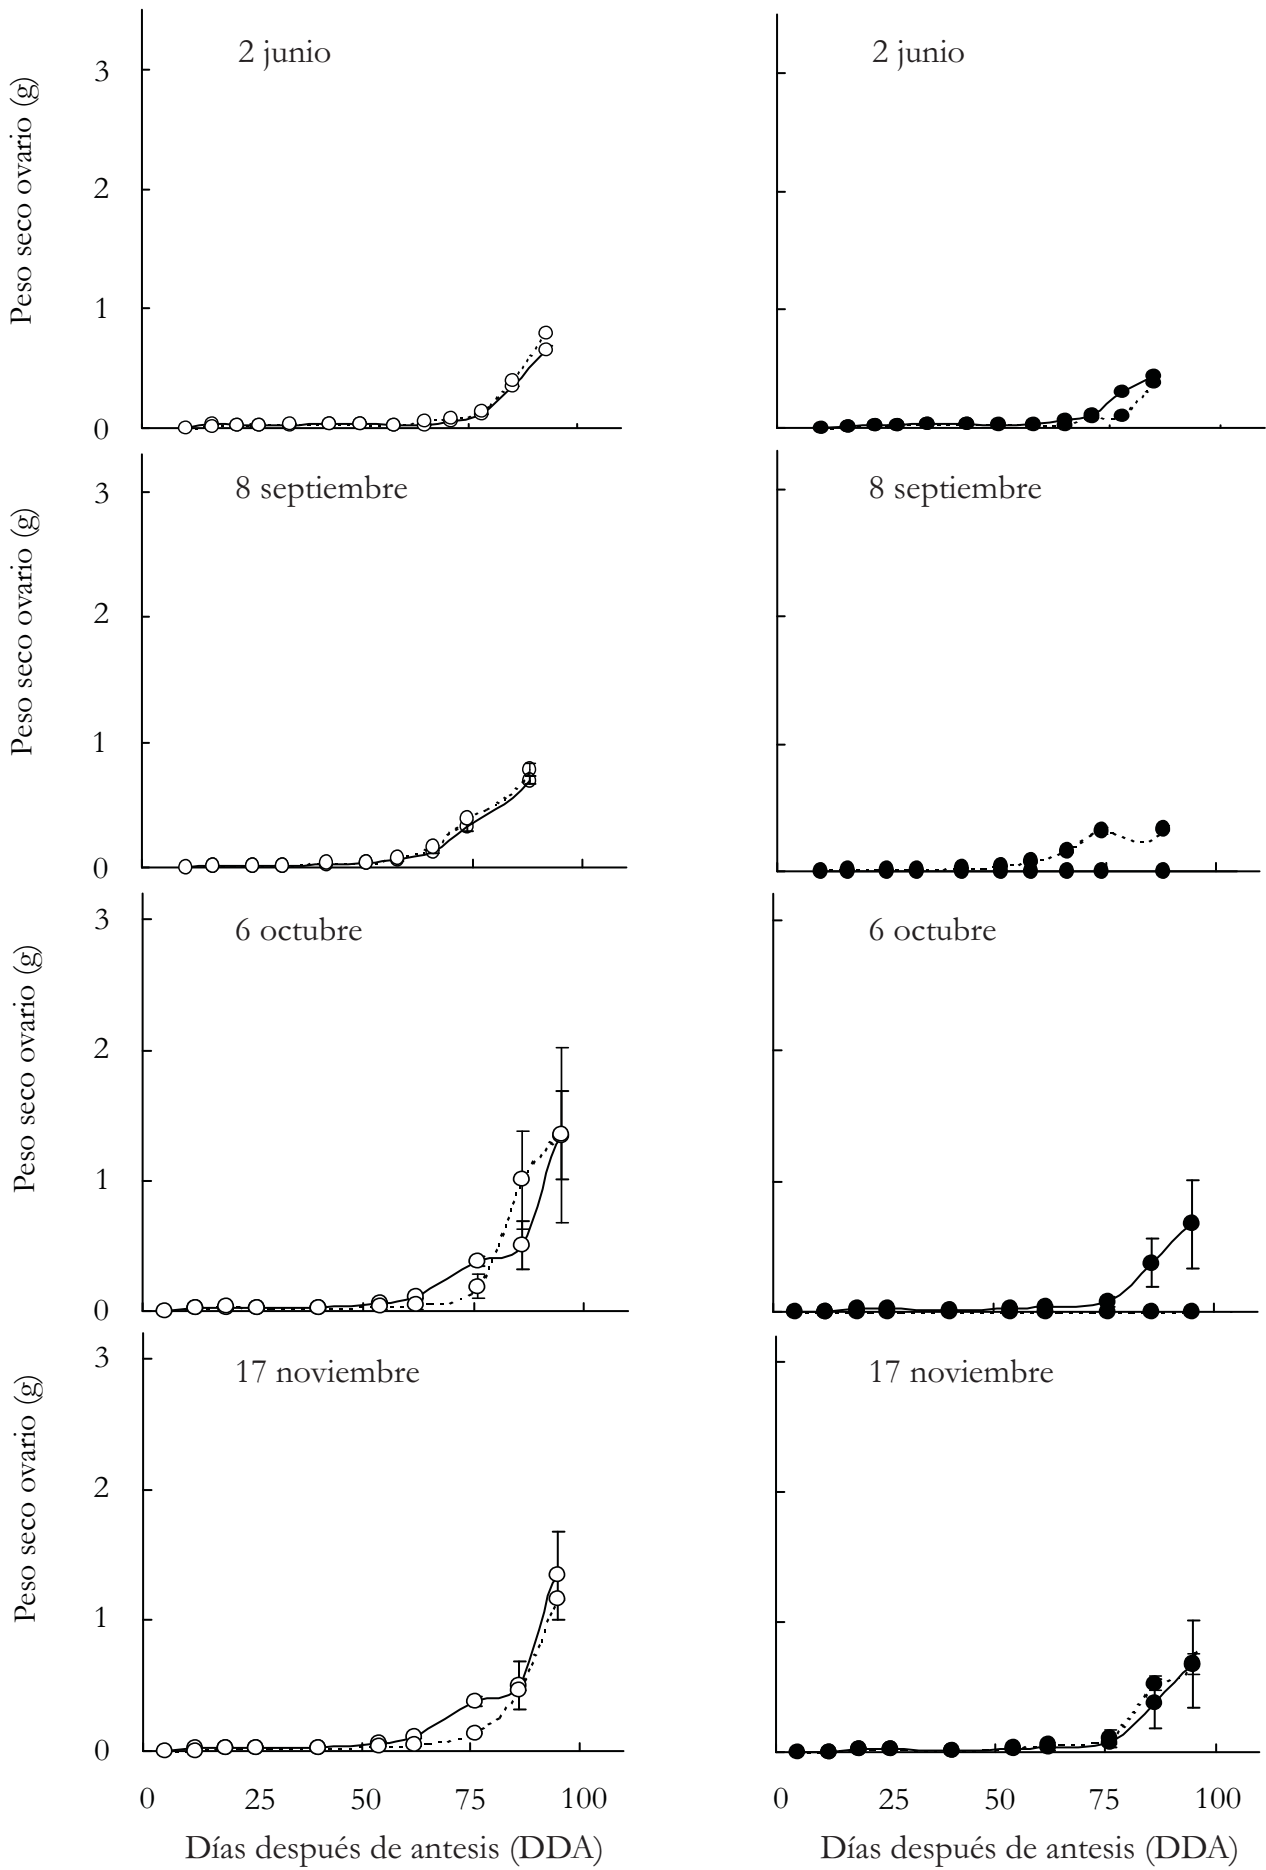 2 junio
3
2
1
0
Peso seco ovario (g)
2 junio
8 septiembre
3
2
1
0
Peso seco ovario (g)
8 septiembre
6 octubre
3
2
1
0
Peso seco ovario (g)
6 octubre
17 noviembre
3
2
1
0
Peso seco ovario (g)
0 25 50 75 100
Días después de antesis (DDA)
17 noviembre
0 25 50 75 100
Días después de antesis (DDA)